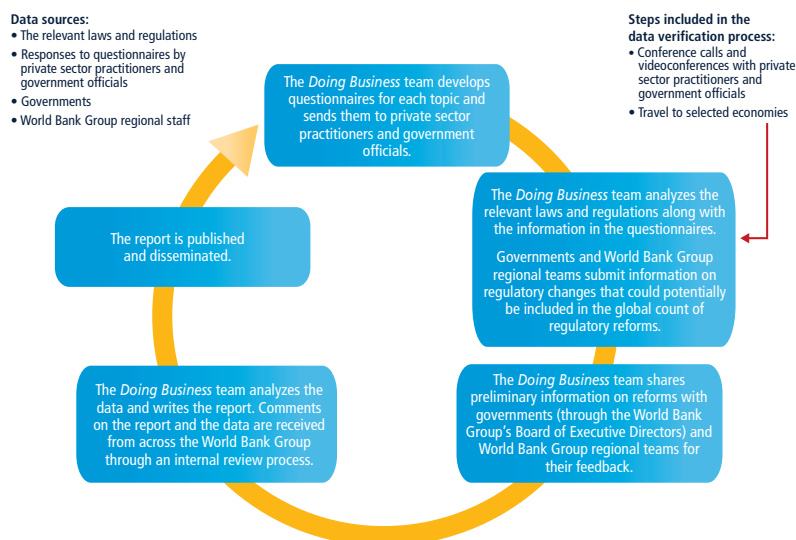 Data sources:
• The relevant laws and regulations
• Responses to questionnaires by
private sector practitioners and
government officials
• Governments
• World Bank Group regional staff
Steps included in the
data verification process:
• Conference calls and
videoconferences with private
sector practitioners and
government officials
• Travel to selected economies
The Doing Business team develops
questionnaires for each topic and
sends them to private sector
practitioners and government
officials.
The Doing Business team analyzes the
relevant laws and regulations along with
the information in the questionnaires.
Governments and World Bank Group
regional teams submit information on
regulatory changes that could potentially
be included in the global count of
regulatory reforms.
The Doing Business team shares
preliminary information on reforms with
governments (through the World Bank
Group's Board of Executive Directors) and
World Bank Group regional teams for
their feedback.
The Doing Business team analyzes the
data and writes the report. Comments
on the report and the data are received
from across the World Bank Group
through an internal review process.
The report is published
and disseminated.